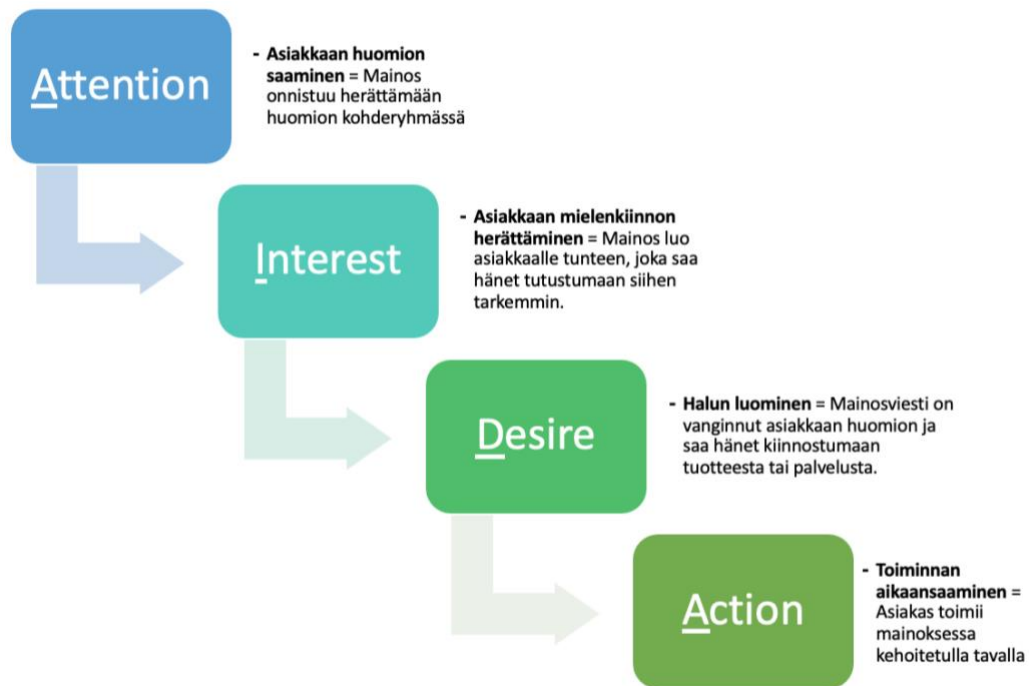 Attention
- Asiakkaan huomion
saaminen = Mainos
onnistuu herättämään
huomion kohderyhmässä
Interest
- Asiakkaan mielenkiinnon
herättäminen = Mainos luo
asiakkaalle tunteen, joka saa
hänet tutustumaan siihen
tarkemmin.
Desire
- Halun luominen = Mainosviesti on
vanginnut asiakkaan huomion ja
saa hänet kiinnostumaan
tuotteesta tai palvelusta.
Action
- Toiminnan
aikaansaaminen =
Asiakas toimii
mainoksessa
kehoitetulla tavalla